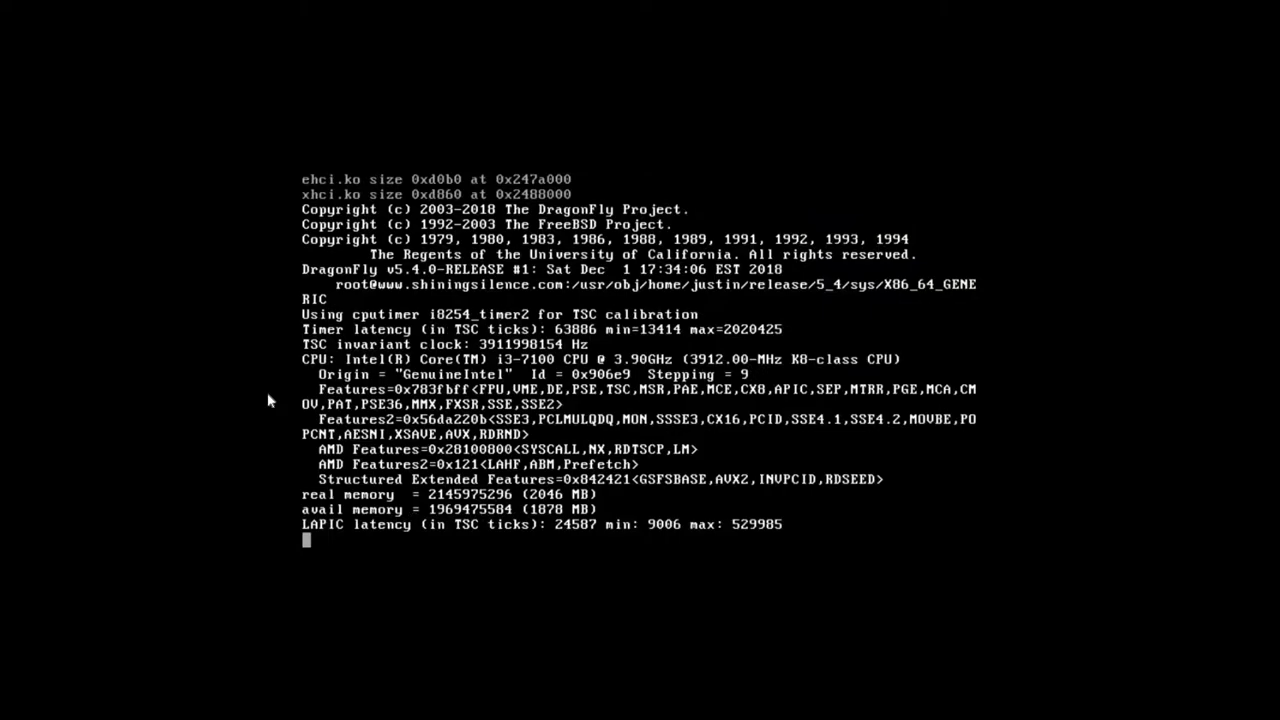 ehci.ko size 0xd0b0 at 0x247a000
xhci.ko size 0xd860 at 0x2488000
Copyright (c) 2003-2018 The DragonFly Project.
Copyright (c) 1992-2003 The FreeBSD Project.
Copyright (c) 1979, 1980, 1983, 1986, 1988, 1989, 1991, 1992, 1993, 1994
The Regents of the University of California. All rights reserved.
DragonFly v5.4.0-RELEASE #1: Sat Dec  1 17:34:06 EST 2018
root@www.shiningsilence.com:/usr/obj/home/justin/release/5_4/sys/X86_64_GENE
RIC
Using cputimer i8254_timer2 for TSC calibration
Timer latency (in TSC ticks): 63886 min=13414 max=2020425
TSC invariant clock: 3911998154 Hz
CPU: Intel(R) Core(TM) i3-7100 CPU @ 3.90GHz (3912.00-MHz K8-class CPU)
Origin = "GenuineIntel"  Id = 0x906e9  Stepping = 9
Features=0x783fbff<FPU,VME,DE,PSE,TSC,MSR,PAE,MCE,CX8,APIC,SEP,MTRR,PGE,MCA,CM
OV,PAT,PSE36,MMX,FXSR,SSE,SSE2>
Features2=0x56da220b<SSE3,PCLMULQDQ,MON,SSSE3,CX16,PCID,SSE4.1,SSE4.2,MOVBE,PO
PCNT,AESNI,XSAVE,AVX,RDRND>
AMD Features=0x28100800<SYSCALL,NX,RDTSCP,LM>
AMD Features2=0x121<LAHF,ABM,Prefetch>
Structured Extended Features=0x842421<GSFSBASE,AVX2,INVPCID,RDSEED>
real memory  = 2145975296 (2046 MB)
avail memory = 1969475584 (1878 MB)
LAPIC latency (in TSC ticks): 24587 min: 9006 max: 529985